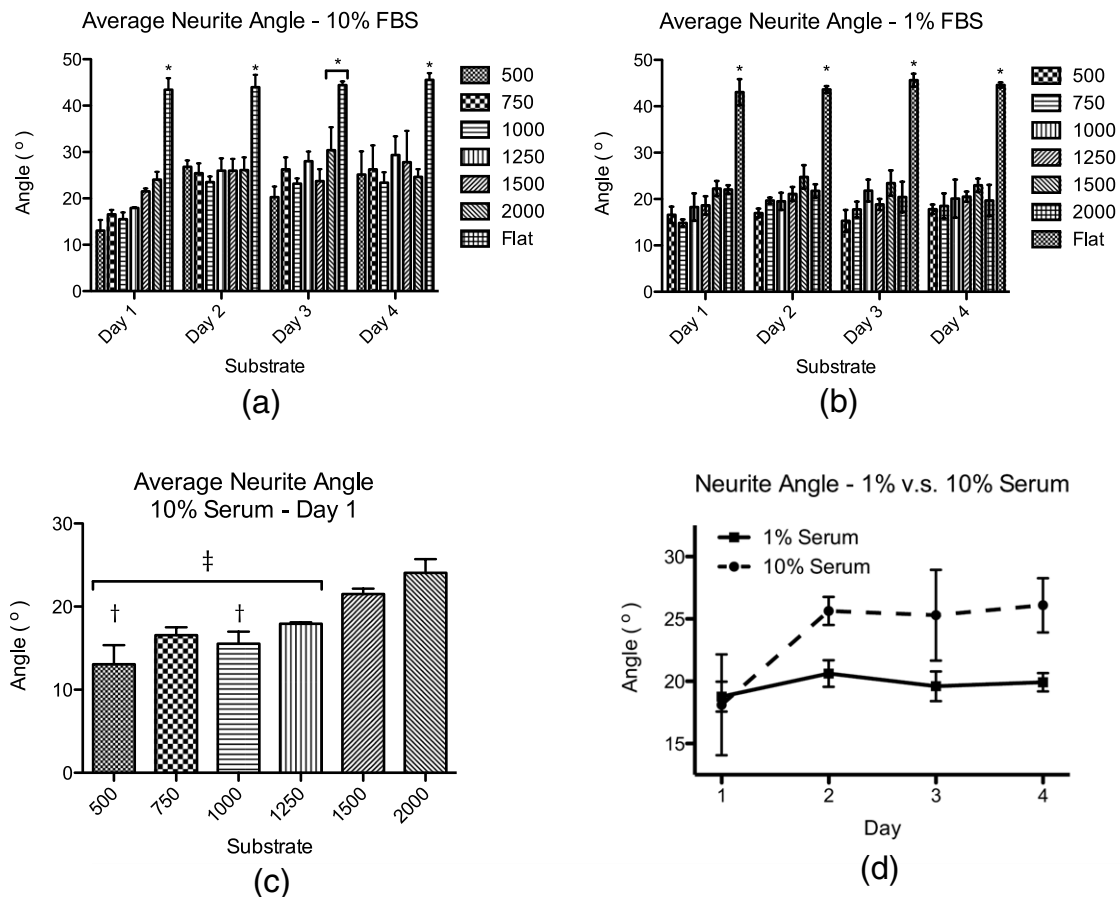 Average Neurite Angle - 10% FBS
50
40
30
20
10
0
Angle ( ° )
*
*
*
*
Day 1
Day 2
Day 3
Day 4
Substrate
500
750
1000
1250
1500
2000
Flat
(a)
Average Neurite Angle - 1% FBS
50
40
30
20
10
0
Angle ( ° )
*
*
*
*
Day 1
Day 2
Day 3
Day 4
Substrate
500
750
1000
1250
1500
2000
Flat
(b)
Average Neurite Angle
10% Serum - Day 1
30
20
10
0
Angle ( ° )
‡
†
†
500
750
1000
1250
1500
2000
Substrate
(c)
Neurite Angle - 1% v.s. 10% Serum
1% Serum
10% Serum
30
25
20
15
Angle ( ° )
1
2
3
4
Day
(d)